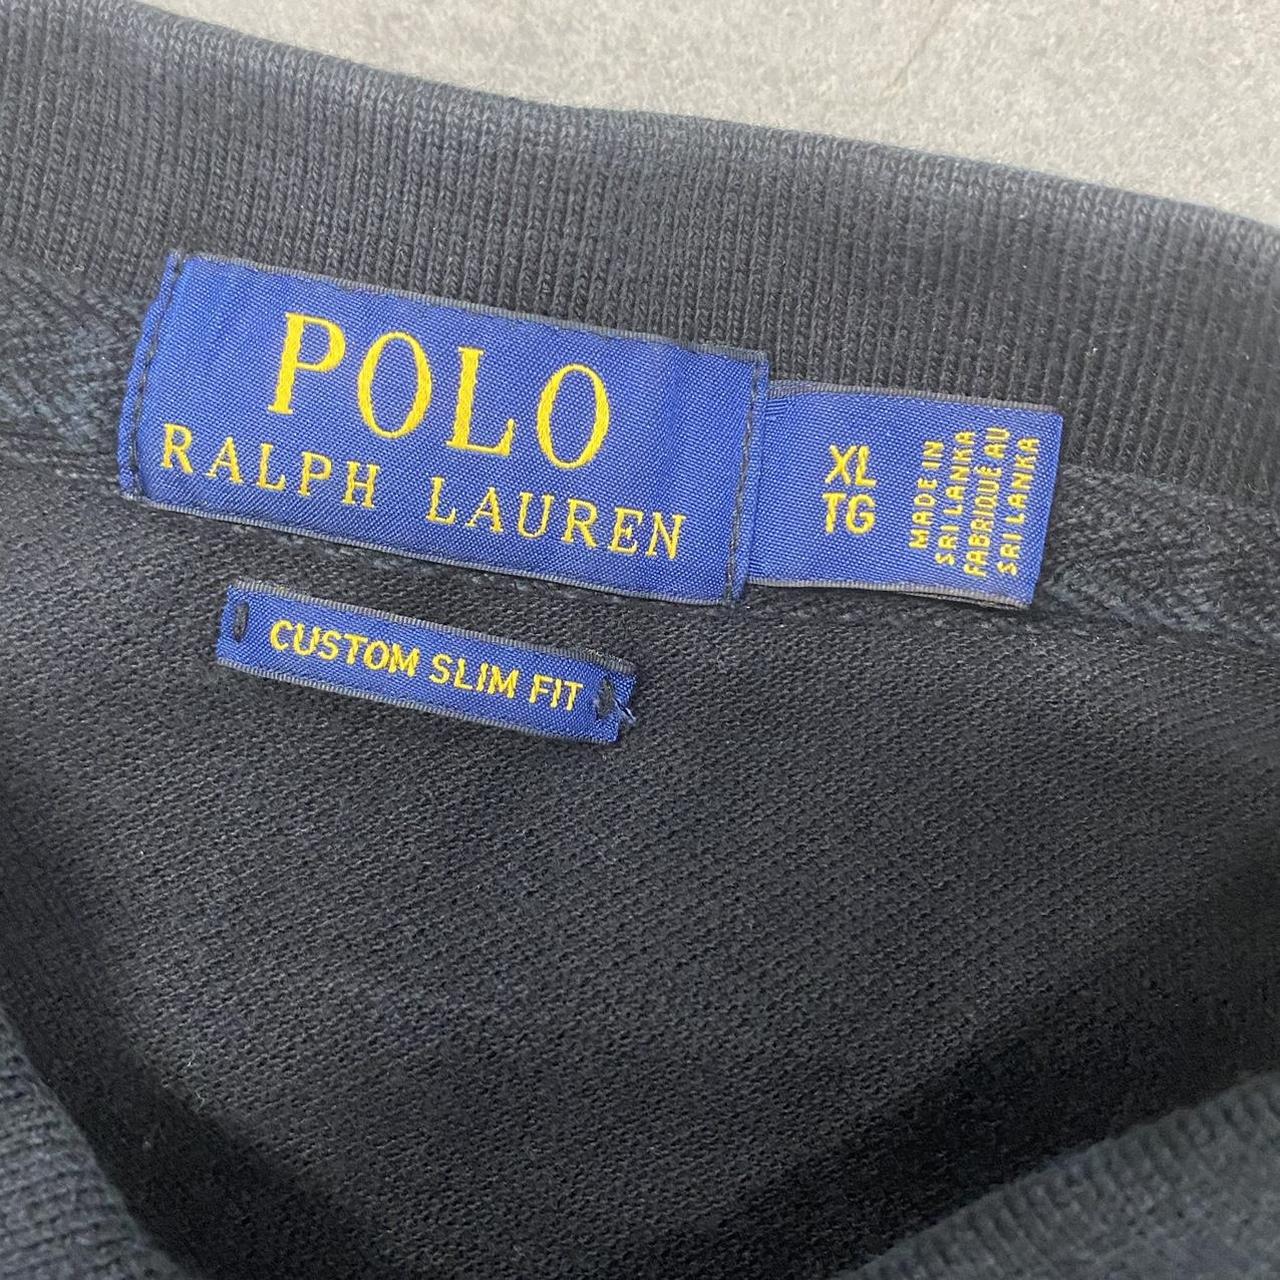 POLO
RALPH LAUREN
XL
TG
MADE IN
SRI LANKA
FABRIQUÉ AU
SRI LANKA
CUSTOM SLIM FIT